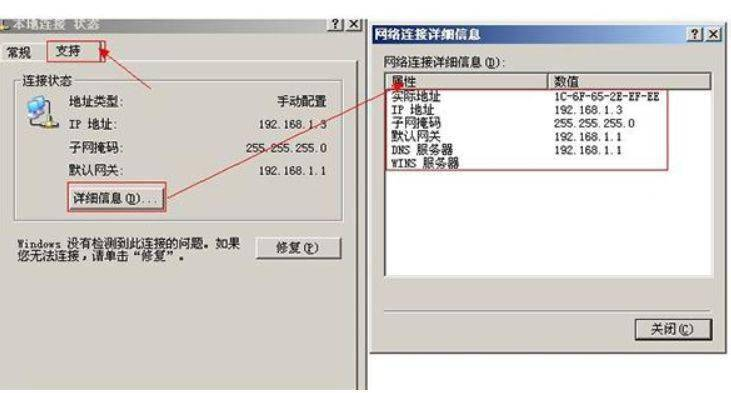 本地连接 状态
常规 支持
连接状态
地址类型: 手动配置
IP 地址: 192.168.1.3
子网掩码: 255.255.255.0
默认网关: 192.168.1.1
详细信息(D)...
Windows 没有检测到此连接的问题。如果
您无法连接，请单击“修复”。
修复(P)
网络连接详细信息
网络连接详细信息(D):
属性 数值
实际地址 1C-6F-65-2E-EF-EE
IP 地址 192.168.1.3
子网掩码 255.255.255.0
默认网关 192.168.1.1
DNS 服务器 192.168.1.1
WINS 服务器
关闭(C)